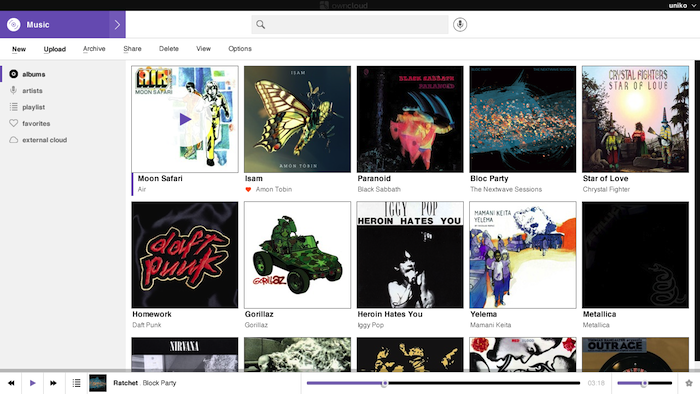 owncloud
uniko
Music
New Upload Archive Share Delete View Options
albums
artists
playlist
favorites
external cloud
AIR
MOON SAFARI
ISAM
AMON TOBIN
BLACK SABBATH
PARANOID
BLOC PARTY
CRYSTAL FIGHTERS
STAR OF LOVE
Moon Safari
Air
Isam
Amon Tobin
Paranoid
Black Sabbath
Bloc Party
The Nextwave Sessions
Star of Love
Chrystal Fighter
daft
punk
GORILLAZ
IGGY POP
HEROIN HATES YOU
MAMANI KEITA
YELEMA
Homework
Daft Punk
Gorillaz
Gorillaz
Heroin Hates You
Iggy Pop
Yelema
Mamani Keita
Metallica
Metallica
NIRVANA
OUTRAGE
Ratchet . Block Party
03:18